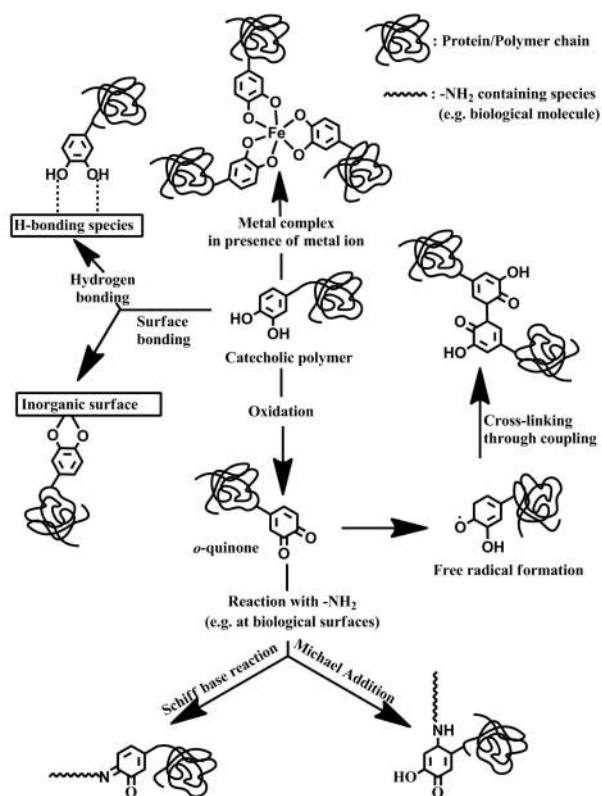 : Protein/Polymer chain
: -NH2 containing species
(e.g. biological molecule)
O
O
O
O
Fe
O
O
OH
OH
H-bonding species
Metal complex
in presence of metal ion
Hydrogen
bonding
Surface
bonding
HO
OH
Catecholic polymer
OH
O
O
HO
Inorganic surface
O
O
Oxidation
Cross-linking
through coupling
o-quinone
O
O
O
OH
Free radical formation
Reaction with -NH2
(e.g. at biological surfaces)
Schiff base reaction
Michael Addition
N
O
NH
HO
O